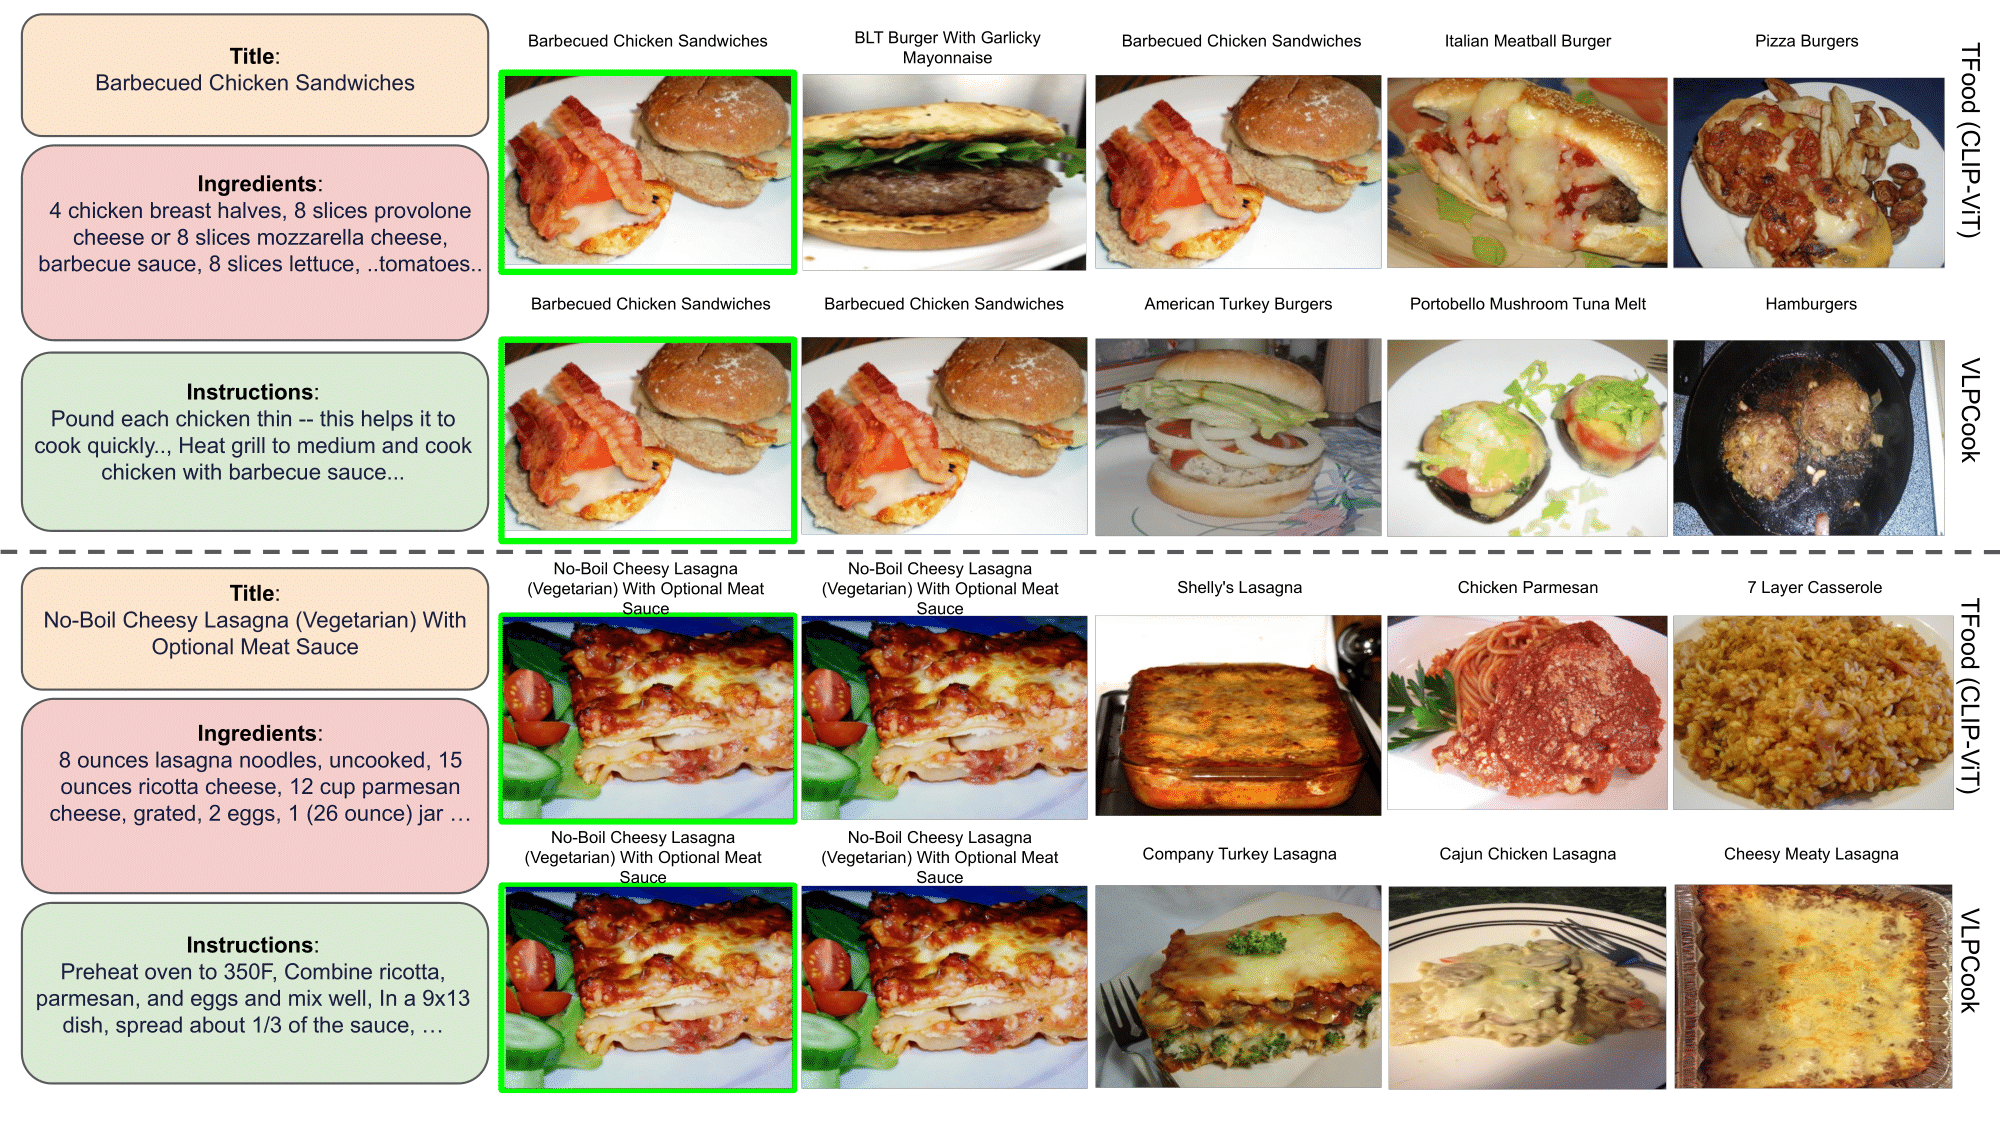 Title:
Barbecued Chicken Sandwiches
Ingredients:
4 chicken breast halves, 8 slices provolone
cheese or 8 slices mozzarella cheese,
barbecue sauce, 8 slices lettuce, ..tomatoes..
Instructions:
Pound each chicken thin -- this helps it to
cook quickly.., Heat grill to medium and cook
chicken with barbecue sauce...
Barbecued Chicken Sandwiches
BLT Burger With Garlicky
Mayonnaise
Barbecued Chicken Sandwiches
Italian Meatball Burger
Pizza Burgers
TFood (CLIP-ViT)
Barbecued Chicken Sandwiches
Barbecued Chicken Sandwiches
American Turkey Burgers
Portobello Mushroom Tuna Melt
Hamburgers
VLPCook
Title:
No-Boil Cheesy Lasagna (Vegetarian) With
Optional Meat Sauce
Ingredients:
8 ounces lasagna noodles, uncooked, 15
ounces ricotta cheese, 12 cup parmesan
cheese, grated, 2 eggs, 1 (26 ounce) jar …
Instructions:
Preheat oven to 350F, Combine ricotta,
parmesan, and eggs and mix well, In a 9x13
dish, spread about 1/3 of the sauce, …
No-Boil Cheesy Lasagna
(Vegetarian) With Optional Meat
Sauce
No-Boil Cheesy Lasagna
(Vegetarian) With Optional Meat
Sauce
Shelly's Lasagna
Chicken Parmesan
7 Layer Casserole
TFood (CLIP-ViT)
No-Boil Cheesy Lasagna
(Vegetarian) With Optional Meat
Sauce
No-Boil Cheesy Lasagna
(Vegetarian) With Optional Meat
Sauce
Company Turkey Lasagna
Cajun Chicken Lasagna
Cheesy Meaty Lasagna
VLPCook